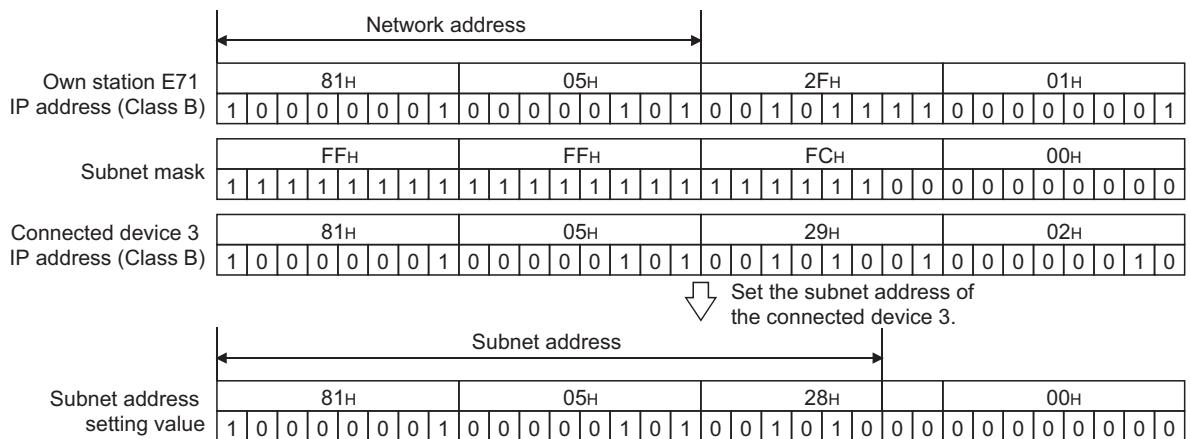 Network address
Own station E71
IP address (Class B)
81H 05H 2FH 01H
1 0 0 0 0 0 0 1 0 0 0 0 0 1 0 1 0 0 1 0 1 1 1 1 0 0 0 0 0 0 0 1
Subnet mask
FFH FFH FCH 00H
1 1 1 1 1 1 1 1 1 1 1 1 1 1 1 1 1 1 1 1 1 1 0 0 0 0 0 0 0 0 0 0
Connected device 3
IP address (Class B)
81H 05H 29H 02H
1 0 0 0 0 0 0 1 0 0 0 0 0 1 0 1 0 0 1 0 1 0 0 1 0 0 0 0 0 0 1 0
Set the subnet address of
the connected device 3.
Subnet address
Subnet address
setting value
81H 05H 28H 00H
1 0 0 0 0 0 0 1 0 0 0 0 0 1 0 1 0 0 1 0 1 0 0 0 0 0 0 0 0 0 0 0